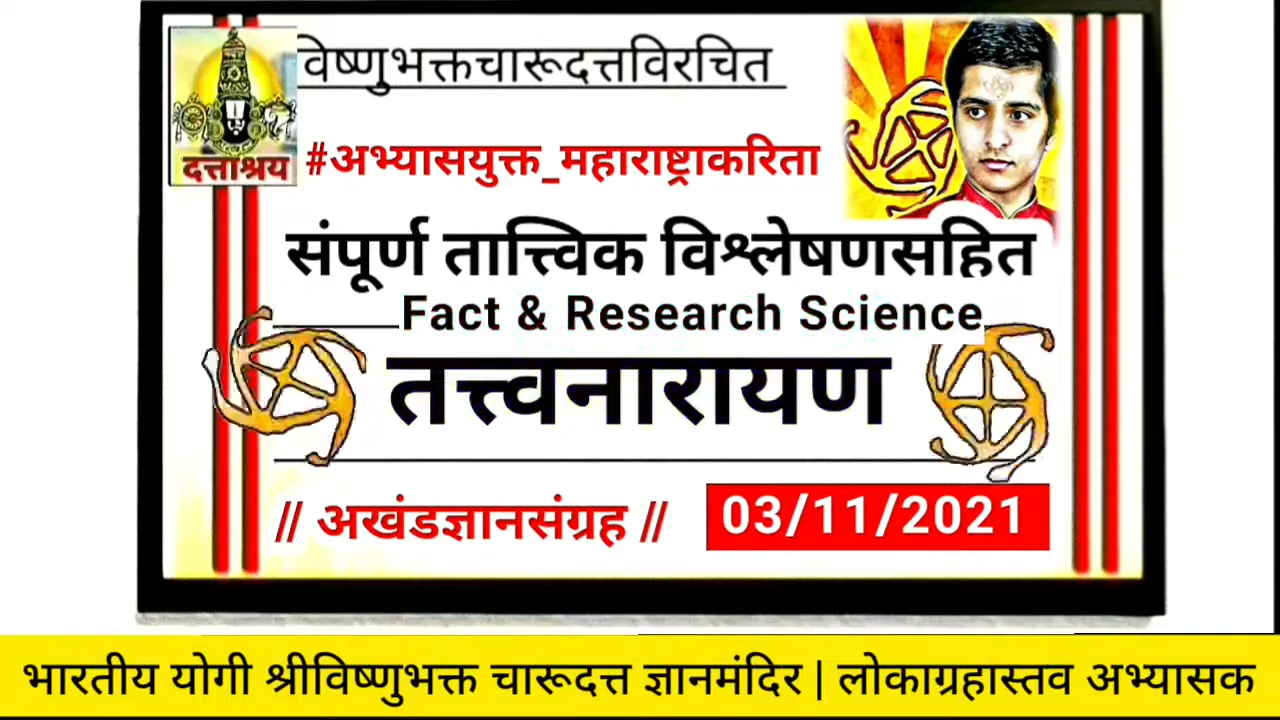 विष्णुभक्तचारूदत्तविरचित
दत्ताश्रय
#अभ्यासयुक्त_महाराष्ट्राकरिता
संपूर्ण तात्त्विक विश्लेषणसहित
Fact & Research Science
तत्त्वनारायण
// अखंडज्ञानसंग्रह //
03/11/2021
भारतीय योगी श्रीविष्णुभक्त चारूदत्त ज्ञानमंदिर | लोकाग्रहास्तव अभ्यासक